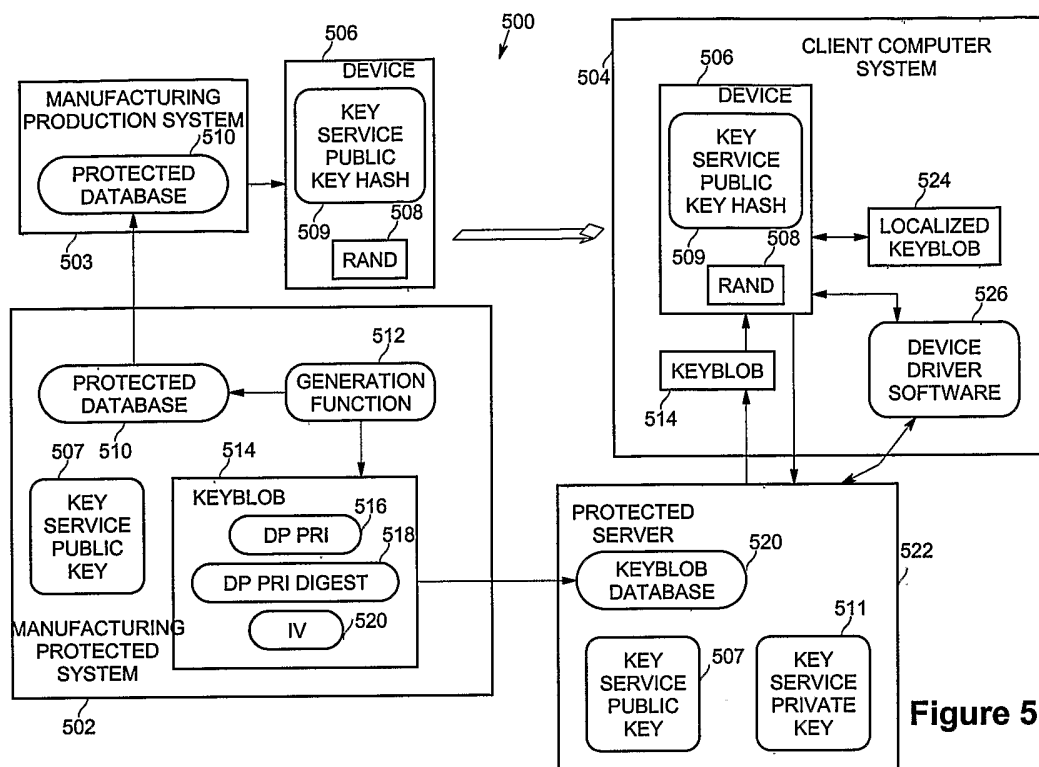 500
506
DEVICE
KEY
SERVICE
PUBLIC
KEY HASH
509
508
RAND
MANUFACTURING
PRODUCTION SYSTEM
510
PROTECTED
DATABASE
503
504
CLIENT COMPUTER
SYSTEM
506
DEVICE
KEY
SERVICE
PUBLIC
KEY HASH
509
508
RAND
524
LOCALIZED
KEYBLOB
526
DEVICE
DRIVER
SOFTWARE
KEYBLOB
514
PROTECTED
DATABASE
510
512
GENERATION
FUNCTION
507
KEY
SERVICE
PUBLIC
KEY
514
KEYBLOB
516
DP PRI
518
DP PRI DIGEST
IV
520
MANUFACTURING
PROTECTED
SYSTEM
502
PROTECTED
SERVER
520
KEYBLOB
DATABASE
522
KEY
SERVICE
PUBLIC
KEY
507
511
KEY
SERVICE
PRIVATE
KEY
Figure 5